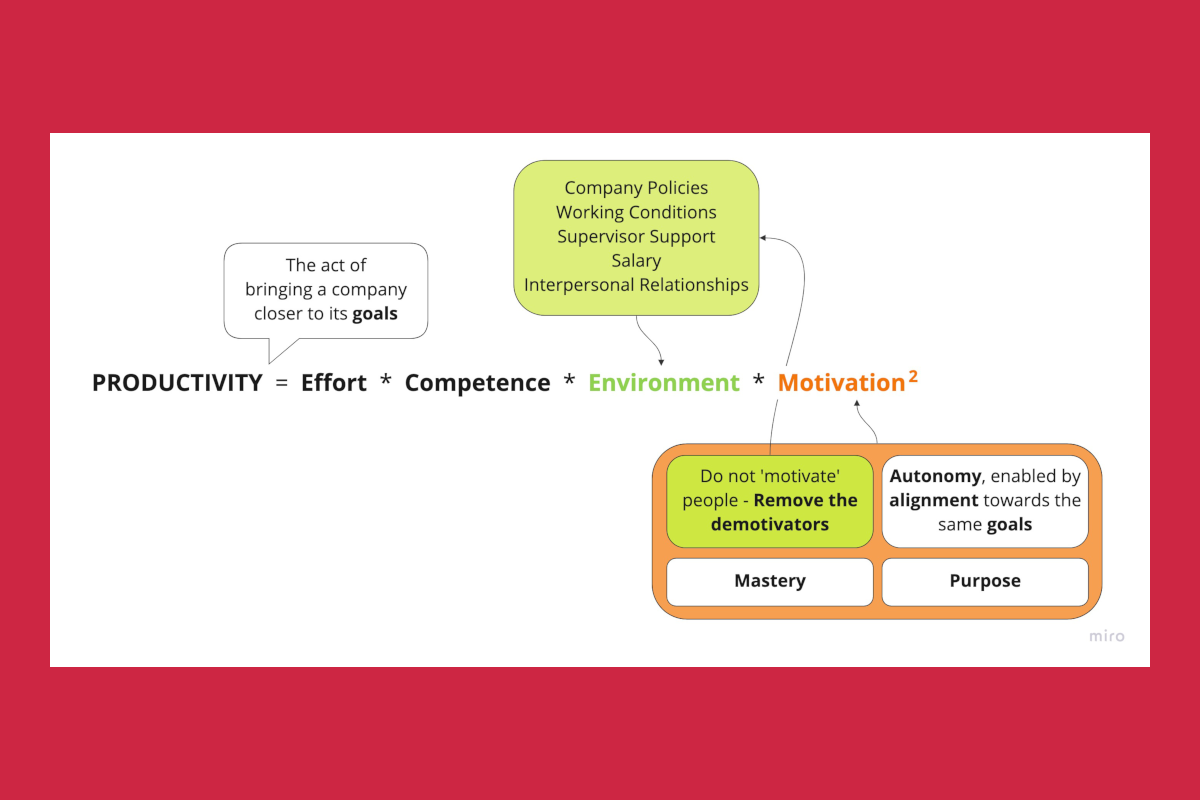 Company Policies
Working Conditions
Supervisor Support
Salary
Interpersonal Relationships
The act of
bringing a company
closer to its goals
PRODUCTIVITY = Effort * Competence * Environment * Motivation²
Do not 'motivate'
people - Remove the
demotivators
Autonomy, enabled by
alignment towards the
same goals
Mastery
Purpose
miro